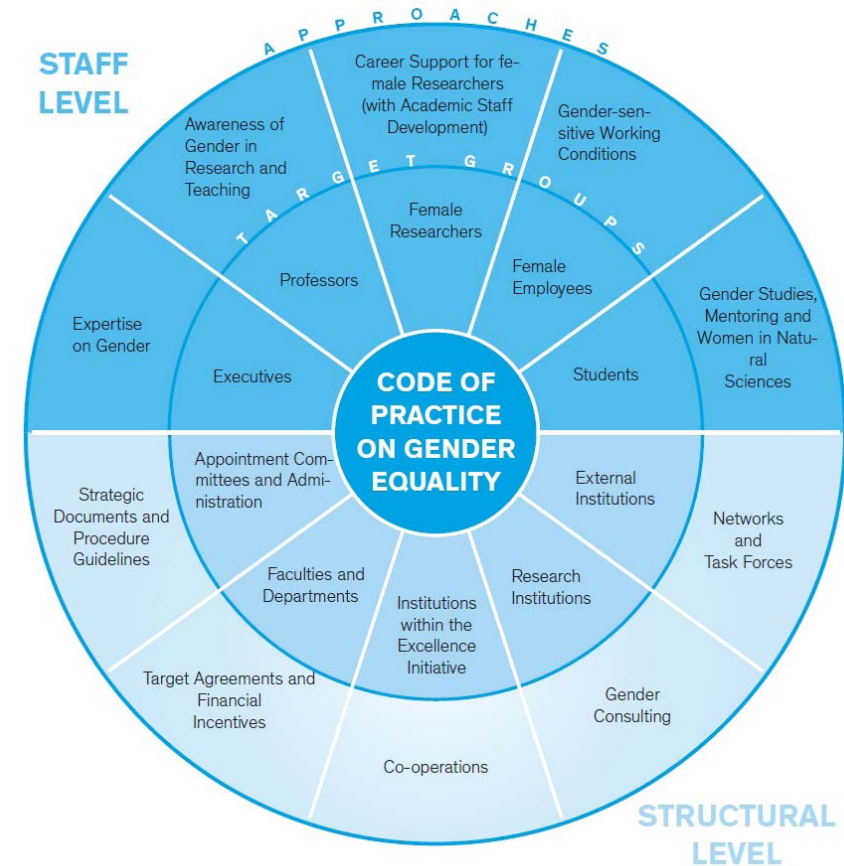 APPROACHES
STAFF
LEVEL
Career Support for fe-
male Researchers
(with Academic Staff
Development)
Awareness of
Gender in
Research and
Teaching
Gender-sen-
sitive Working
Conditions
TARGET GROUPS
Female
Researchers
Professors
Female
Employees
Expertise
on Gender
Gender Studies,
Mentoring and
Women in Natu-
ral
Sciences
Executives
Students
CODE OF
PRACTICE
ON GENDER
EQUALITY
Appointment Com-
mittees and Admi-
nistration
External
Institutions
Strategic
Documents and
Procedure
Guidelines
Networks
and
Task Forces
Faculties and
Departments
Institutions
within the
Excellence
Initiative
Research
Institutions
Target Agreements and
Financial
Incentives
Gender
Consulting
Co-operations
STRUCTURAL
LEVEL